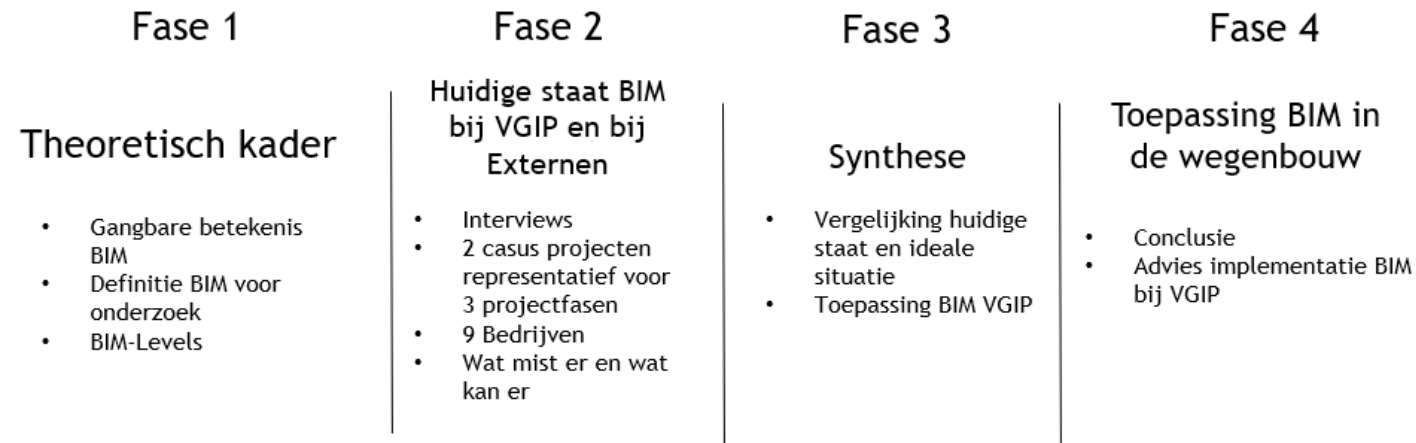 Fase 1
Theoretisch kader
• Gangbare betekenis
BIM
• Definitie BIM voor
onderzoek
• BIM-Levels
Fase 2
Huidige staat BIM
bij VGIP en bij
Externen
• Interviews
• 2 casus projecten
representatief voor
3 projectfasen
• 9 Bedrijven
• Wat mist er en wat
kan er
Fase 3
Synthese
• Vergelijking huidige
staat en ideale
situatie
• Toepassing BIM VGIP
Fase 4
Toepassing BIM in
de wegenbouw
• Conclusie
• Advies implementatie BIM
bij VGIP